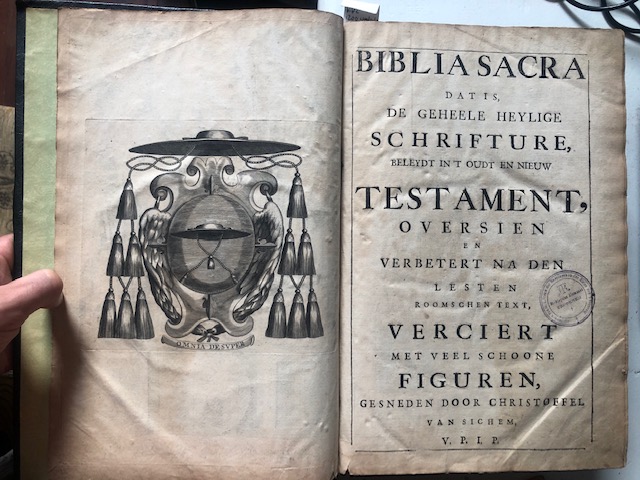 OMNIA DESVPER
BIBLIA SACRA
DAT IS,
DE GEHEELE HEYLIGE
SCHRIFTURE,
BELEYDT IN'T OUDT EN NIEUW
TESTAMENT,
OVERSIEN
EN
VERBETERT NA DEN
LESTEN
ROOMSCHEN TEXT,
VERCIERT
MET VEEL SCHOONE
FIGUREN,
GESNEDEN DOOR CHRISTOFFEL
VAN SICHEM,
V. P. I. P.